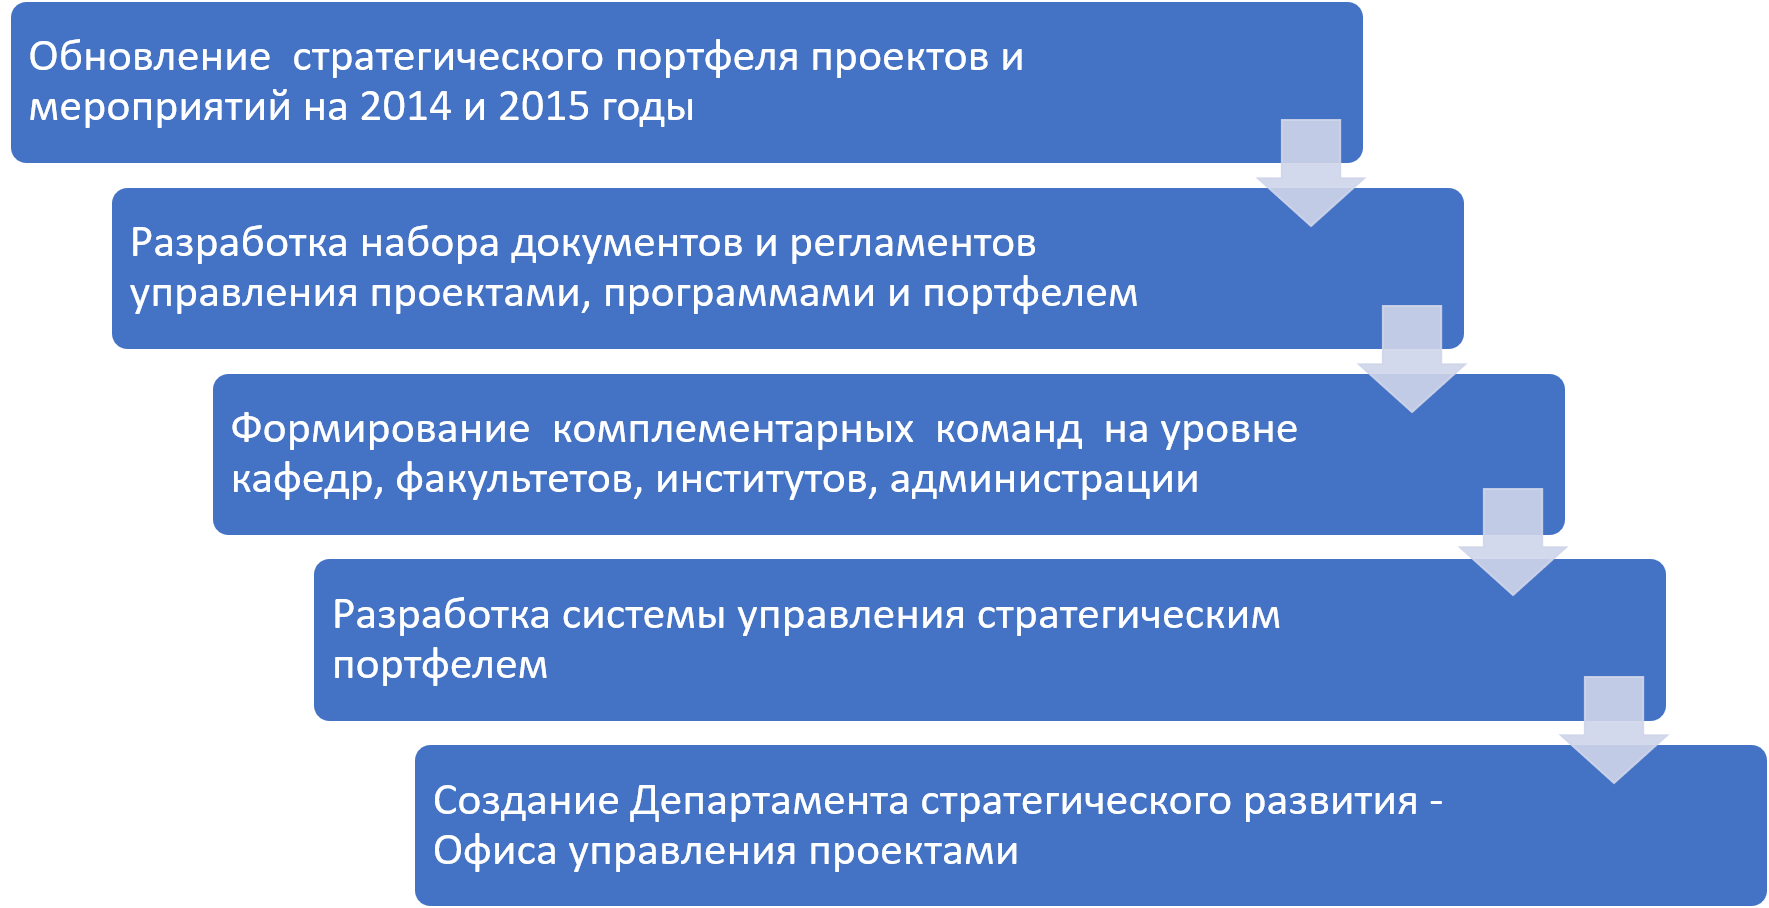 Обновление  стратегического портфеля проектов и
мероприятий на 2014 и 2015 годы
Разработка набора документов и регламентов
управления проектами, программами и портфелем
Формирование  комплементарных  команд  на уровне
кафедр, факультетов, институтов, администрации
Разработка системы управления стратегическим
портфелем
Создание Департамента стратегического развития -
Офиса управления проектами